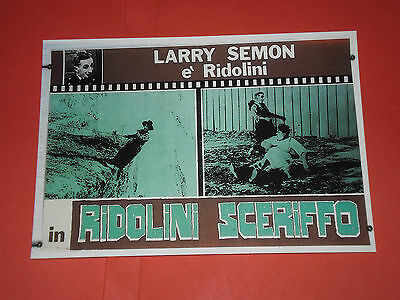 LARRY SEMON
e' Ridolini
in RiDOLiNi SCERiFFO